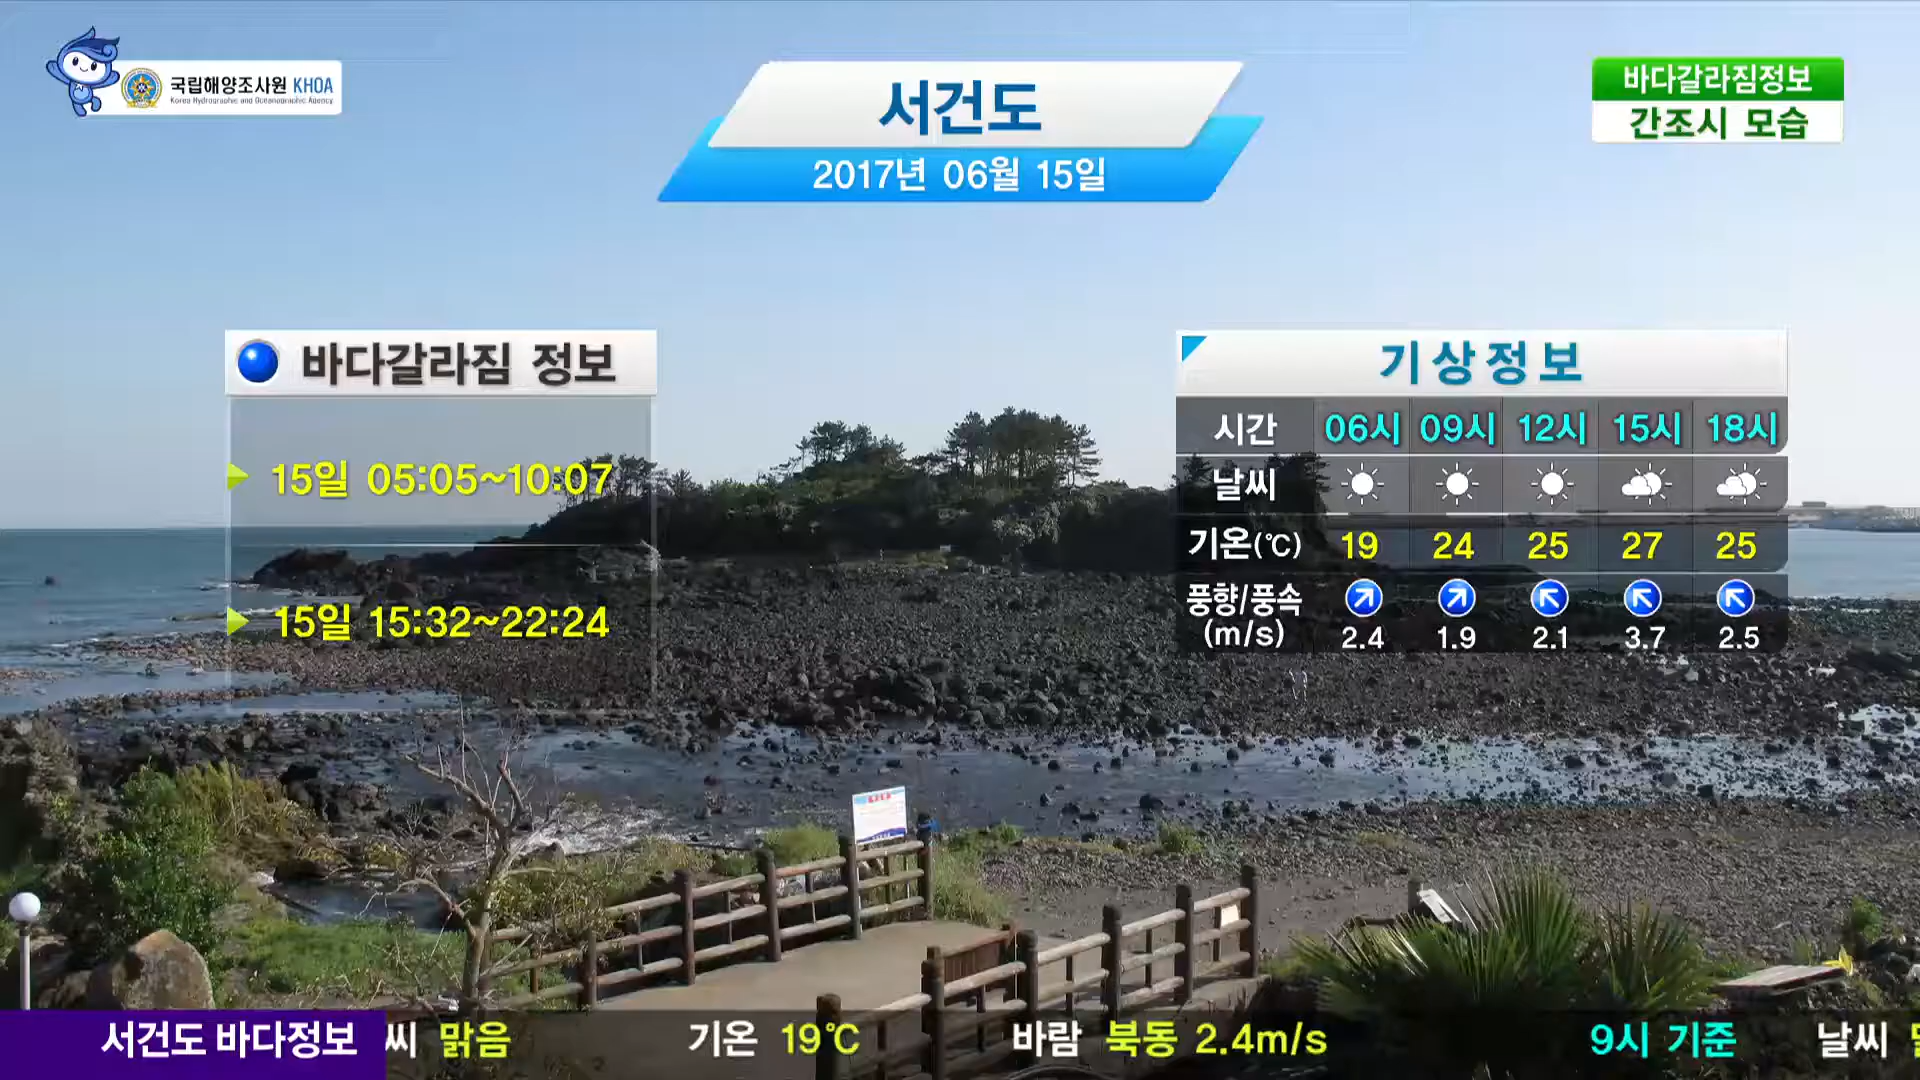 국립해양조사원 KHOA
Korea Hydrographic and Oceanographic Agency
서건도
2017년 06월 15일
바다갈라짐정보
간조시 모습
바다갈라짐 정보
15일 05:05~10:07
15일 15:32~22:24
기상정보
시간 06시 09시 12시 15시 18시
날씨
기온(℃) 19 24 25 27 25
풍향/풍속
(m/s) 2.4 1.9 2.1 3.7 2.5
서건도 바다정보 씨 맑음 기온 19℃ 바람 북동 2.4m/s 9시 기준 날씨